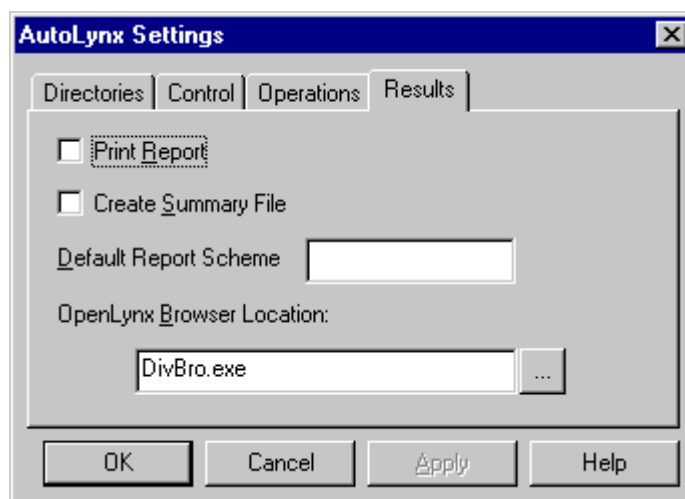 AutoLynx Settings
Directories Control Operations Results
Print Report
Create Summary File
Default Report Scheme
OpenLynx Browser Location:
DivBro.exe ...
OK Cancel Apply Help